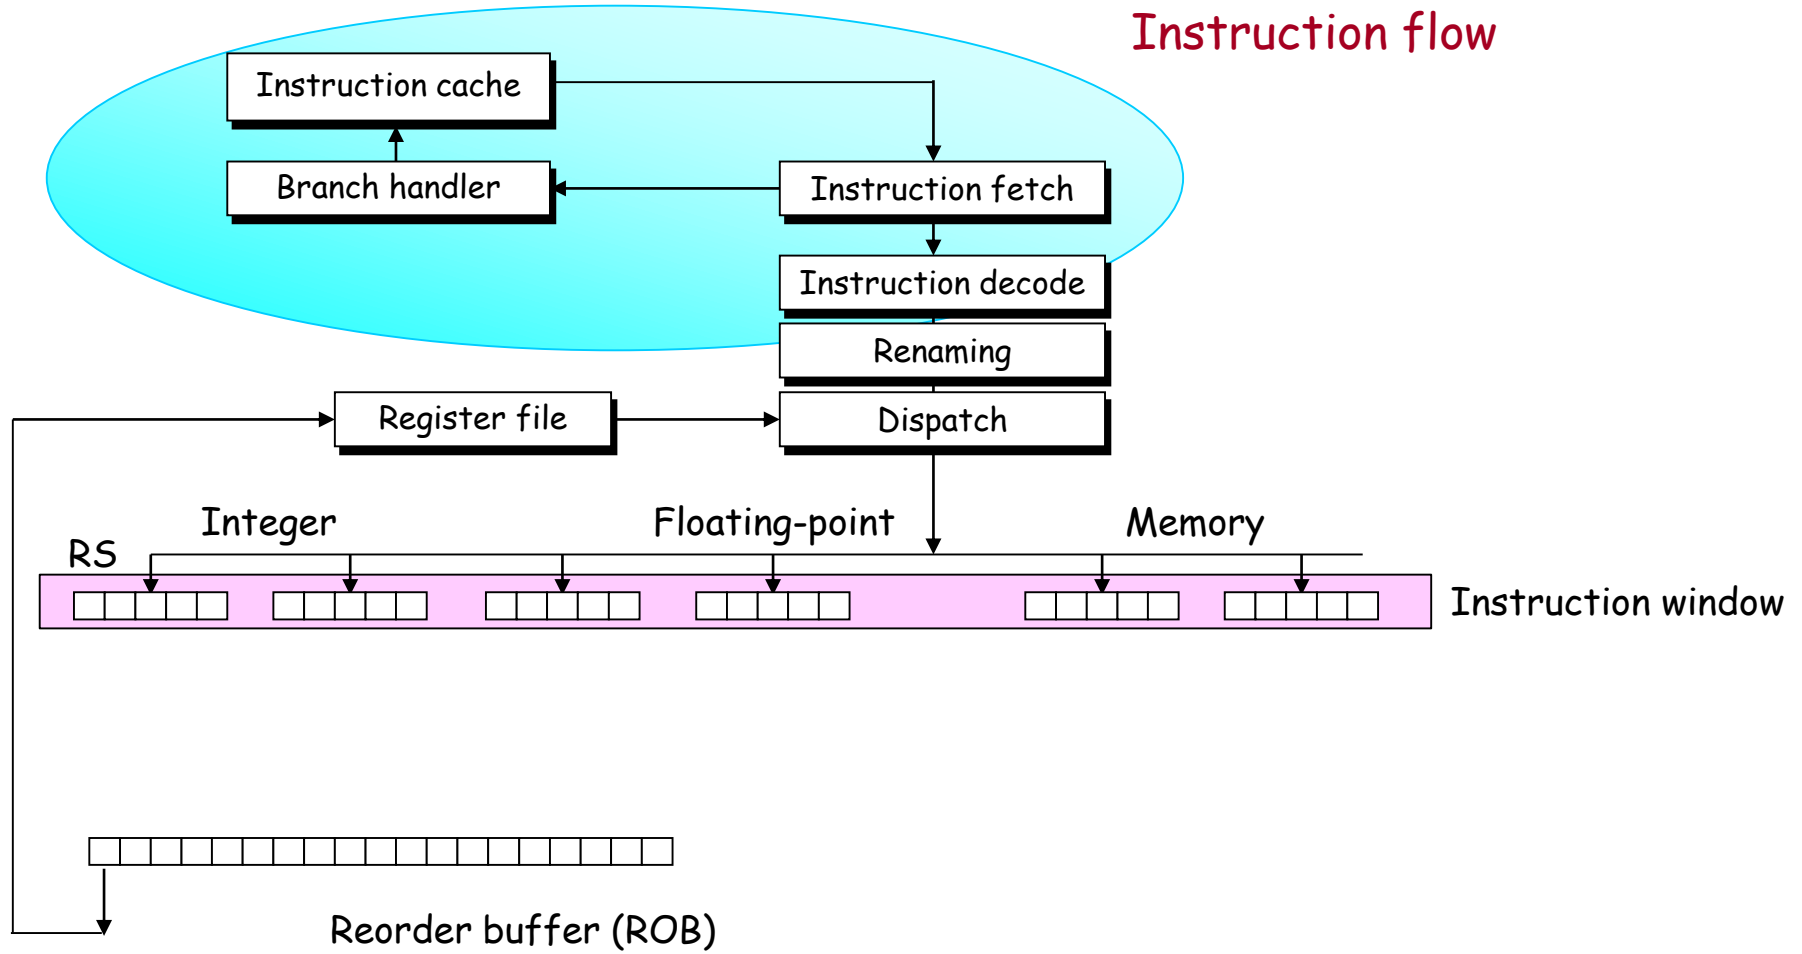 Instruction flow
Instruction cache
Branch handler
Instruction fetch
Instruction decode
Renaming
Register file
Dispatch
Integer
Floating-point
Memory
RS
Instruction window
Reorder buffer (ROB)